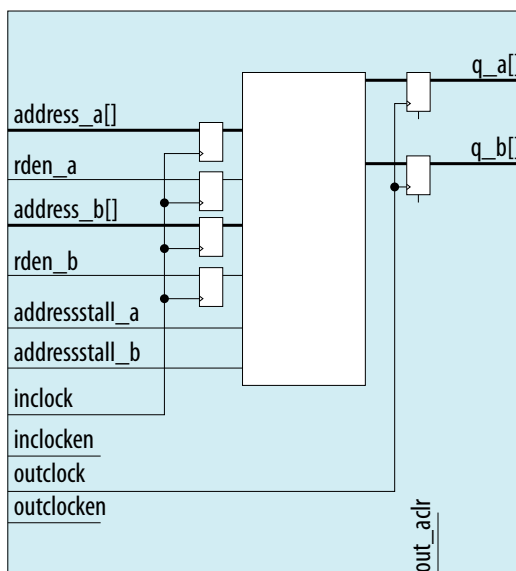 address_a[]
rden_a
address_b[]
rden_b
addressstall_a
addressstall_b
inclock
inclocken
outclock
outclocken
q_a[]
q_b[]
out_aclr